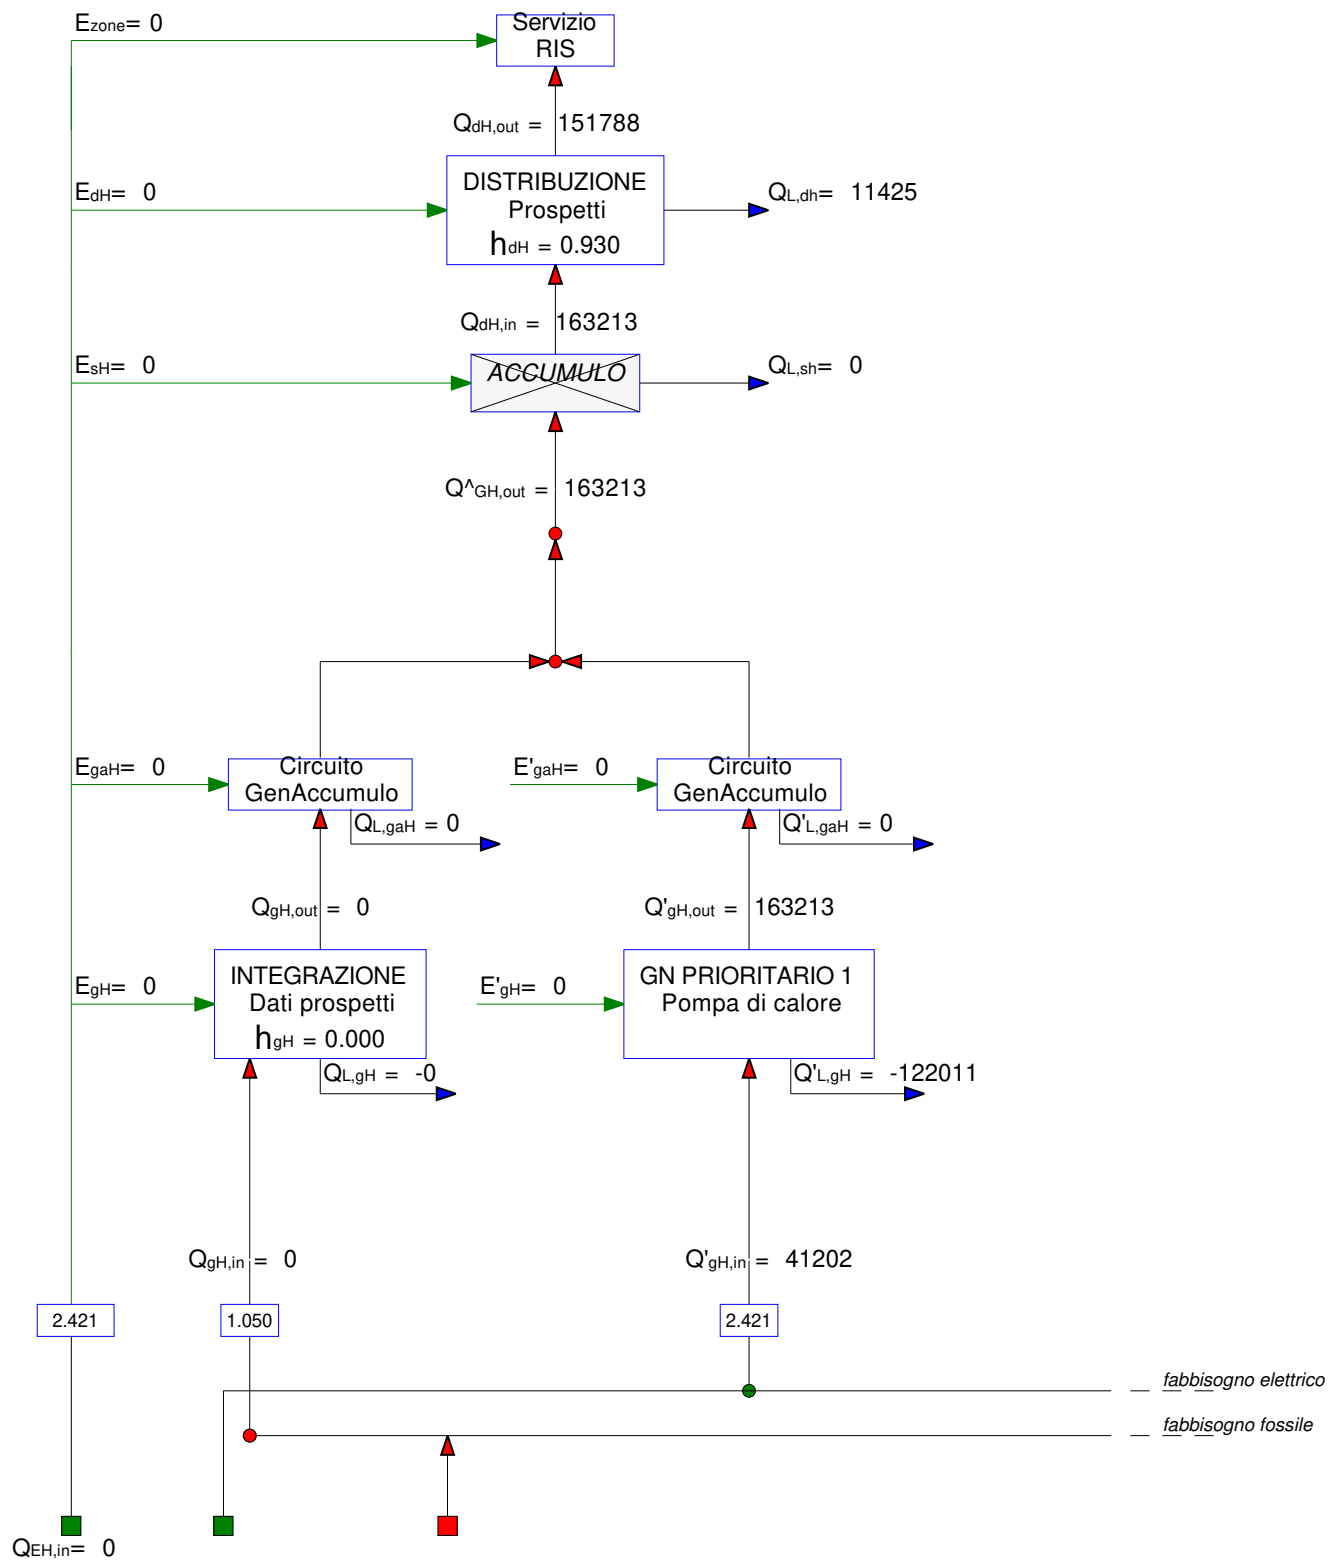 Ezone= 0
Servizio
RIS
QdH,out = 151788
DISTRIBUZIONE
Prospetti
hdH = 0.930
EdH= 0
QL,dh= 11425
QdH,in = 163213
EsH= 0
ACCUMULO
QL,sh= 0
Q^GH,out = 163213
EgaH= 0
Circuito
GenAccumulo
E'gaH= 0
Circuito
GenAccumulo
QL,gaH = 0
Q'L,gaH = 0
QgH,out = 0
Q'gH,out = 163213
EgH= 0
INTEGRAZIONE
Dati prospetti
hgH = 0.000
E'gH= 0
GN PRIORITARIO 1
Pompa di calore
QL,gH = -0
Q'L,gH = -122011
QgH,in = 0
Q'gH,in = 41202
2.421
1.050
2.421
fabbisogno elettrico
fabbisogno fossile
QEH,in= 0